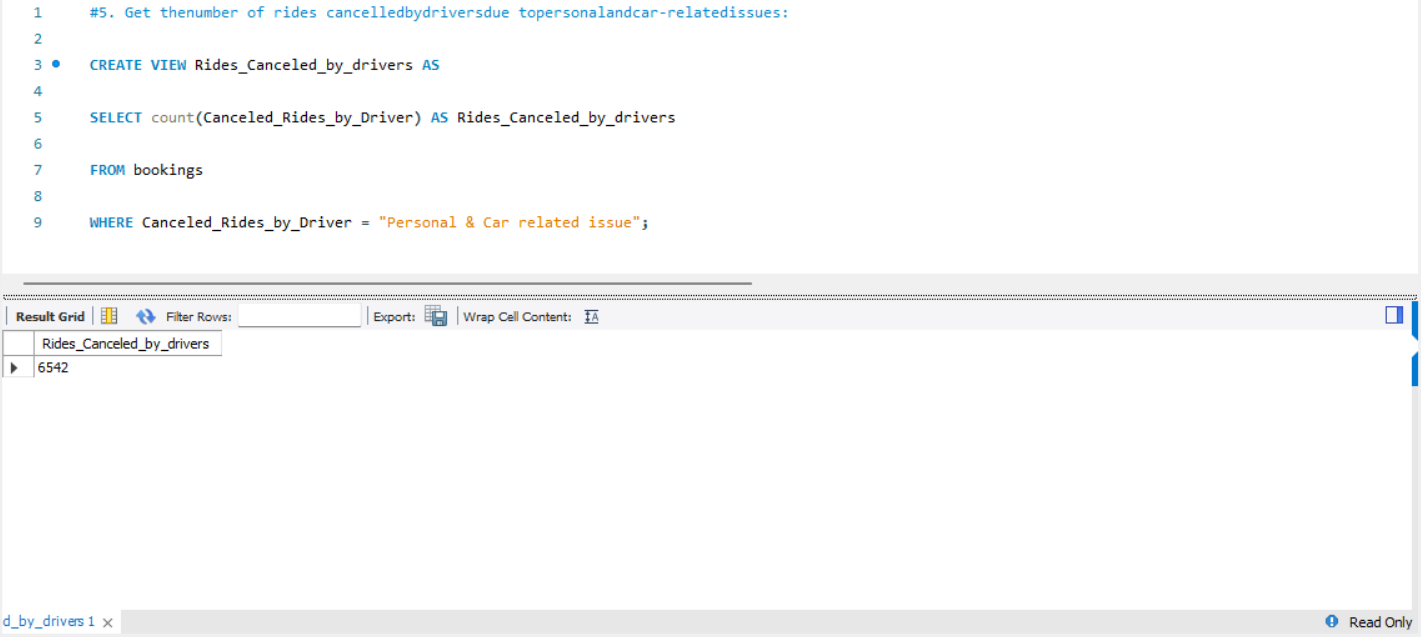 1 #5. Get thenumber of rides cancelledbydriversdue topersonalandcar-relatedissues:
2
3 CREATE VIEW Rides_Canceled_by_drivers AS
4
5 SELECT count(Canceled_Rides_by_Driver) AS Rides_Canceled_by_drivers
6
7 FROM bookings
8
9 WHERE Canceled_Rides_by_Driver = "Personal & Car related issue";
Result Grid Filter Rows: Export: Wrap Cell Content: IA
Rides_Canceled_by_drivers
6542
d_by_drivers 1 × Read Only